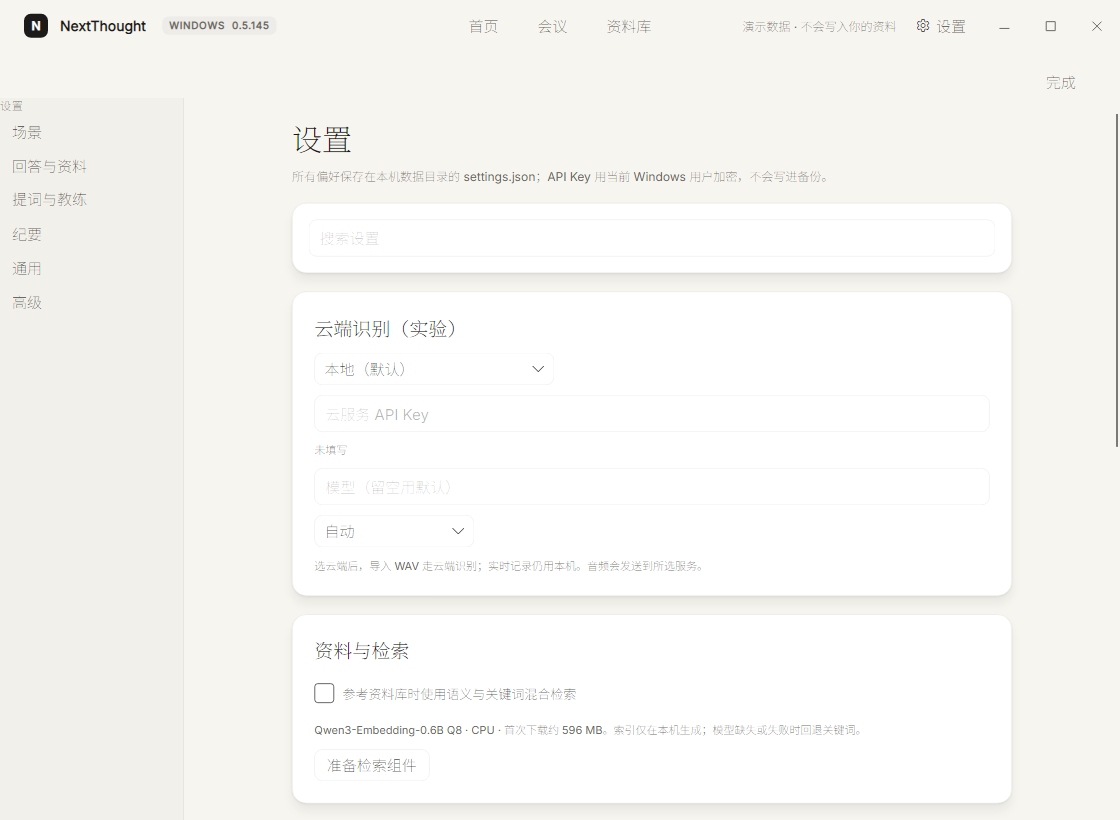 N NextThought WINDOWS 0.5.145 首页 会议 资料库 演示数据 · 不会写入你的资料 设置
完成
设置
场景
回答与资料
提词与教练
纪要
通用
高级
设置
所有偏好保存在本机数据目录的 settings.json；API Key 用当前 Windows 用户加密，不会写进备份。
搜索设置
云端识别（实验）
本地（默认）
云服务 API Key
未填写
模型（留空用默认）
自动
选云端后，导入 WAV 走云端识别；实时记录仍用本机。音频会发送到所选服务。
资料与检索
参考资料库时使用语义与关键词混合检索
Qwen3-Embedding-0.6B Q8 · CPU · 首次下载约 596 MB。索引仅在本机生成；模型缺失或失败时回退关键词。
准备检索组件